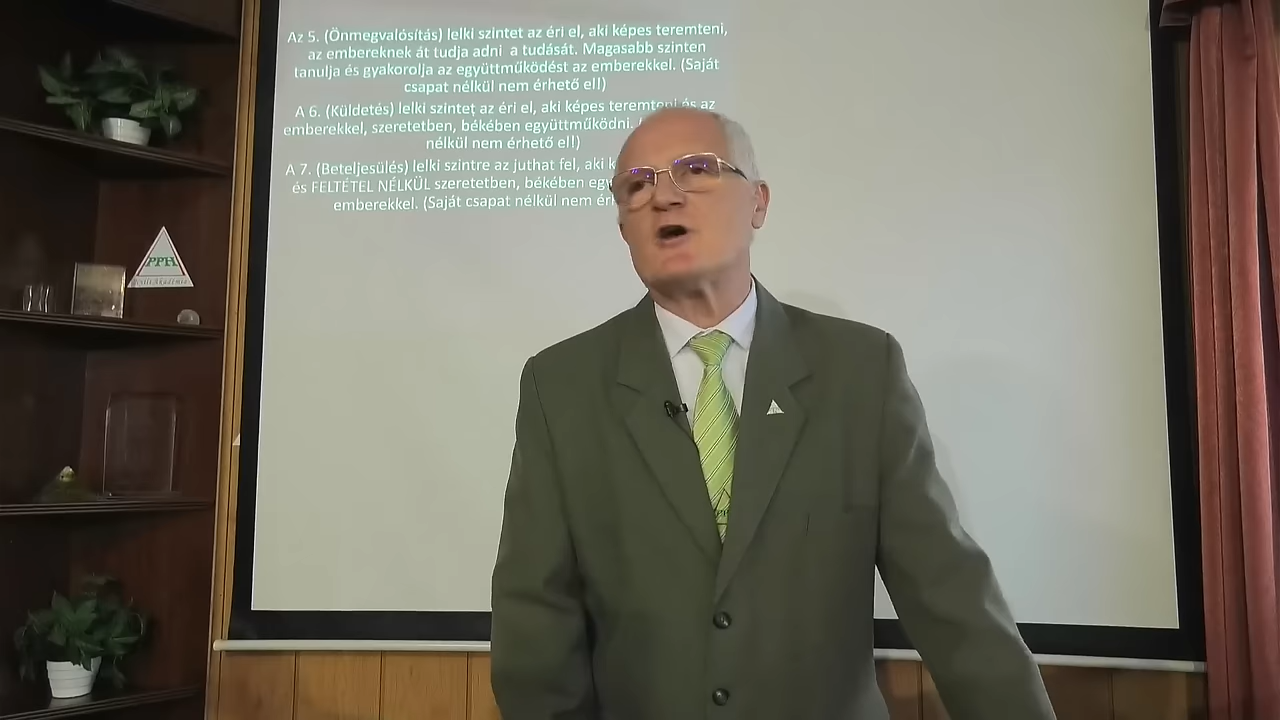 Az 5. (Önmegvalósítás) lelki szintet az éri el, aki képes teremteni,
az embereknek át tudja adni a tudását. Magasabb szinten
tanulja és gyakorolja az együttműködést az emberekkel. (Saját
csapat nélkül nem érhető el!)
A 6. (Küldetés) lelki szintet az éri el, aki képes teremteni és az
emberekkel, szeretetben, békében együttműködni.
nélkül nem érhető el!)
A 7. (Beteljesülés) lelki szintre az juthat fel, aki
és FELTÉTEL NÉLKÜL szeretetben, békében
emberekkel. (Saját csapat nélkül nem
PPH